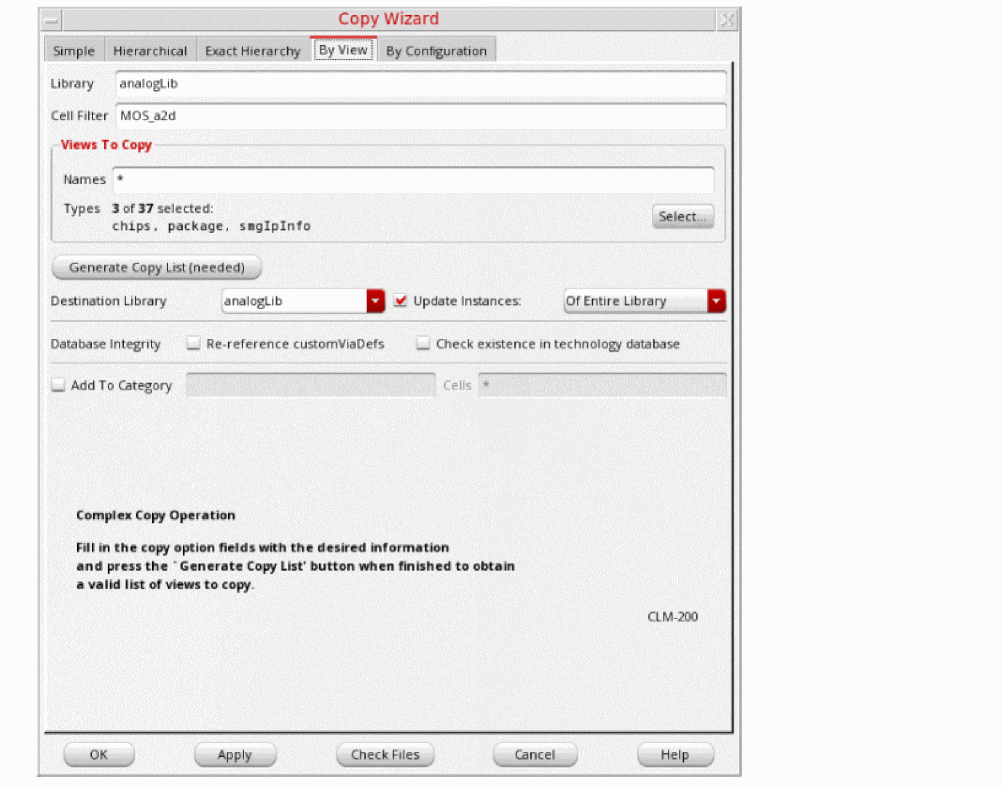 Copy Wizard
Simple Hierarchical Exact Hierarchy By View By Configuration
Library analogLib
Cell Filter MOS_a2d
Views To Copy
Names *
Types 3 of 37 selected:
chips, package, smgIpInfo
Select...
Generate Copy List (needed)
Destination Library analogLib Update Instances: Of Entire Library
Database Integrity Re-reference customViaDefs Check existence in technology database
Add To Category Cells *
Complex Copy Operation
Fill in the copy option fields with the desired information
and press the `Generate Copy List' button when finished to obtain
a valid list of views to copy.
CLM-200
OK Apply Check Files Cancel Help